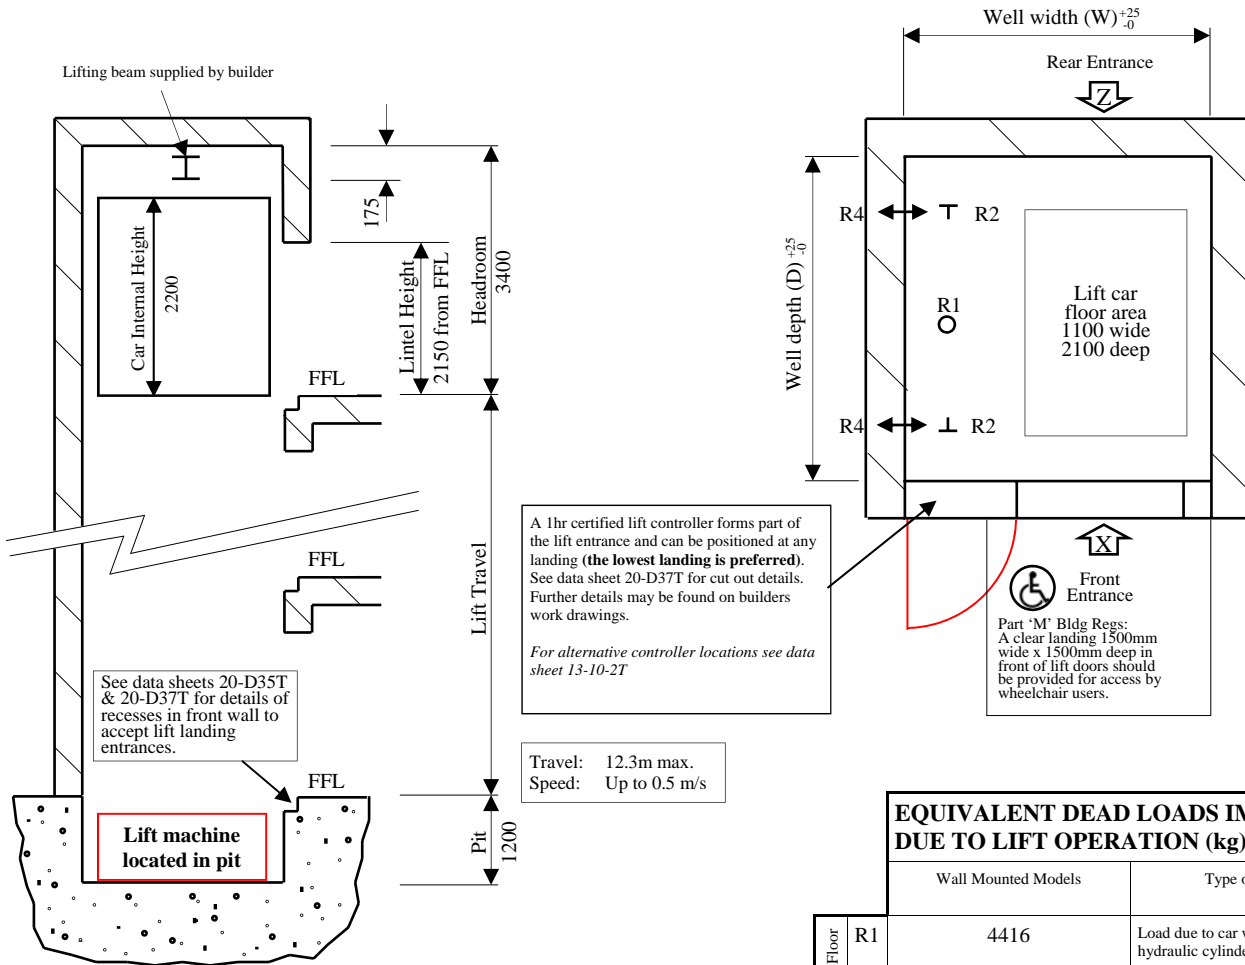 Well width (W) +25 -0
Lifting beam supplied by builder
Rear Entrance
Z
175
Car Internal Height
2200
Lintel Height
2150 from FFL
Headroom
3400
FFL
Well depth (D) +25 -0
R4
R2
R1
Lift car
floor area
1100 wide
2100 deep
R4
R2
A 1hr certified lift controller forms part of
the lift entrance and can be positioned at any
landing (the lowest landing is preferred).
See data sheet 20-D37T for cut out details.
Further details may be found on builders
work drawings.
For alternative controller locations see data
sheet 13-10-2T
X
Front
Entrance
Part ‘M’ Bldg Regs:
A clear landing 1500mm
wide x 1500mm deep in
front of lift doors should
be provided for access by
wheelchair users.
FFL
Lift Travel
See data sheets 20-D35T
& 20-D37T for details of
recesses in front wall to
accept lift landing
entrances.
Travel: 12.3m max.
Speed: Up to 0.5 m/s
FFL
Lift machine
located in pit
Pit
1200
EQUIVALENT DEAD LOADS IM
DUE TO LIFT OPERATION (kg)
Wall Mounted Models
Type o
Floor
R1
4416
Load due to car w
hydraulic cylinde